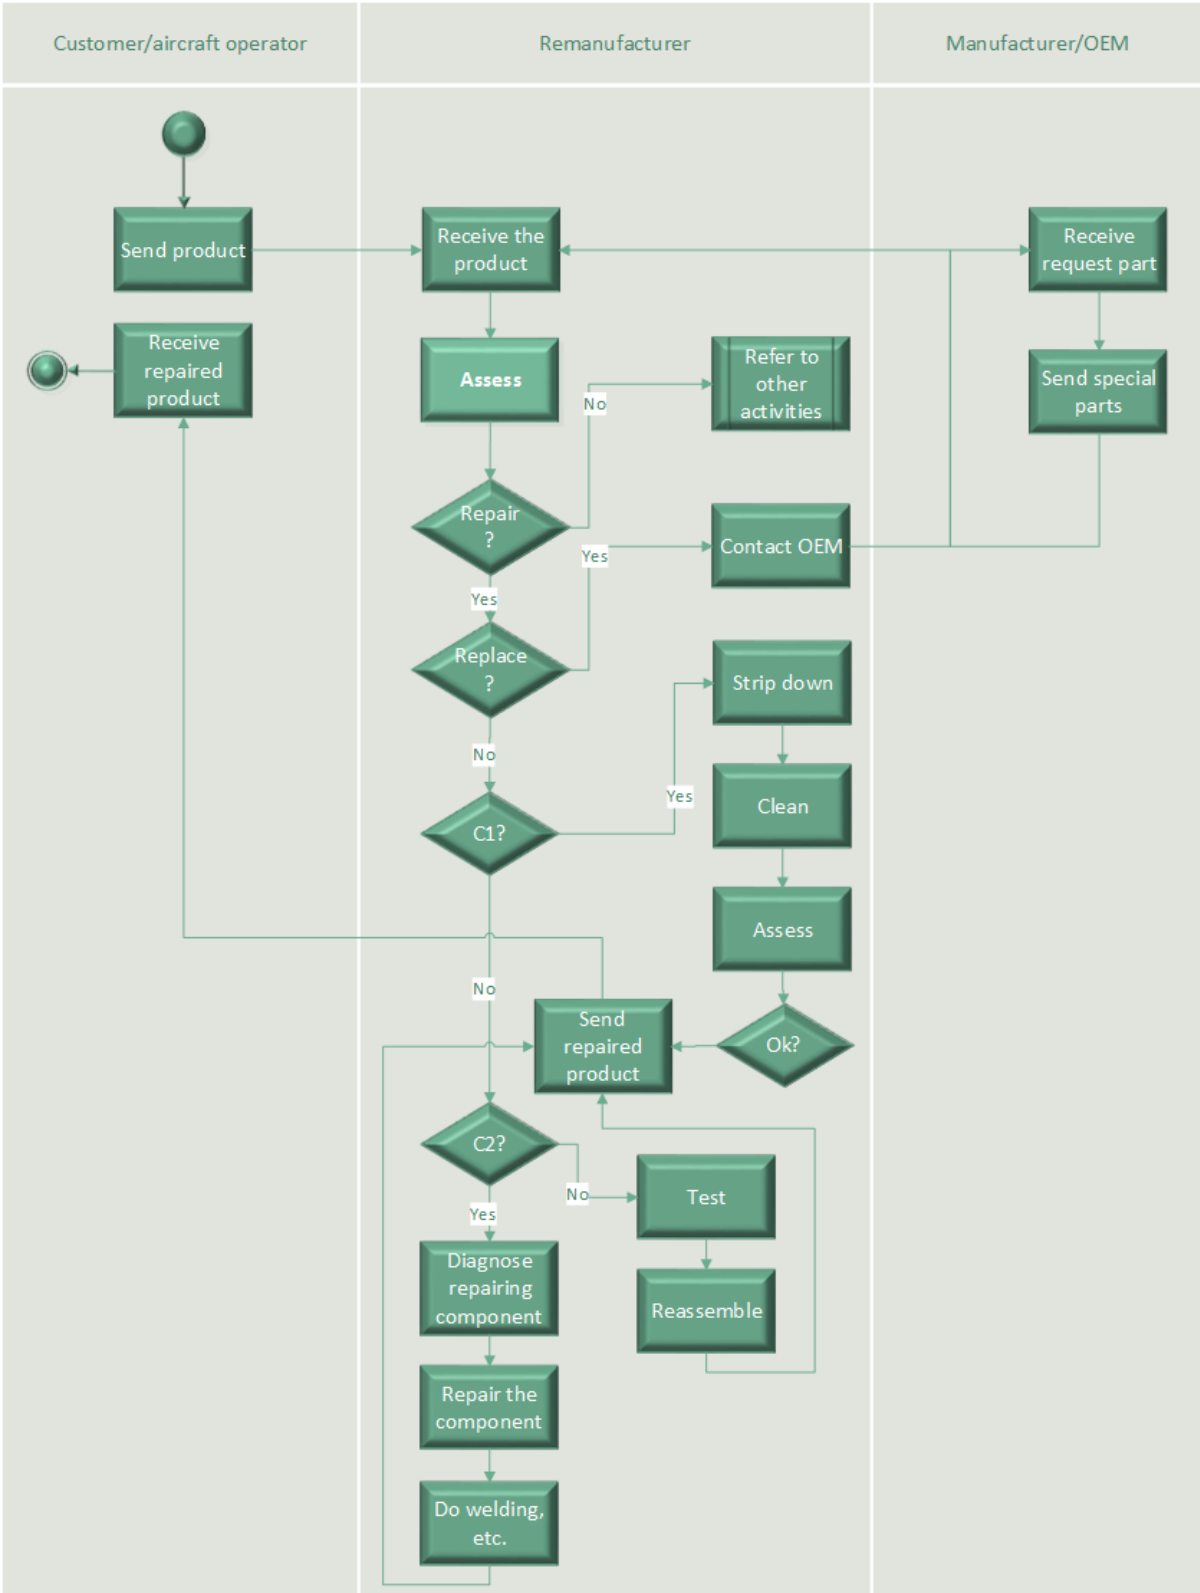 Customer/aircraft operator
Remanufacturer
Manufacturer/OEM
Send product
Receive the
product
Receive
request part
Receive
repaired
product
Assess
Refer to
other
activities
Send special
parts
No
Repair
?
Contact OEM
Yes
Yes
Replace
?
Strip down
No
Yes
Clean
C1?
Assess
No
Send
repaired
product
Ok?
C2?
No
Test
Yes
Diagnose
repairing
component
Reassemble
Repair the
component
Do welding,
etc.